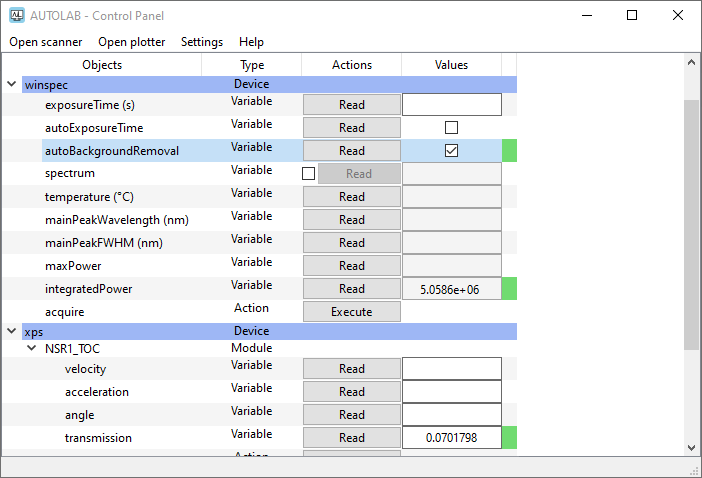 AUTOLAB - Control Panel
Open scanner Open plotter Settings Help
Objects Type Actions Values
winspec Device
exposureTime (s) Variable Read
autoExposureTime Variable Read
autoBackgroundRemoval Variable Read
spectrum Variable Read
temperature (°C) Variable Read
mainPeakWavelength (nm) Variable Read
mainPeakFWHM (nm) Variable Read
maxPower Variable Read
integratedPower Variable Read 5.0586e+06
acquire Action Execute
xps Device
NSR1_TOC Module
velocity Variable Read
acceleration Variable Read
angle Variable Read
transmission Variable Read 0.0701798
Action